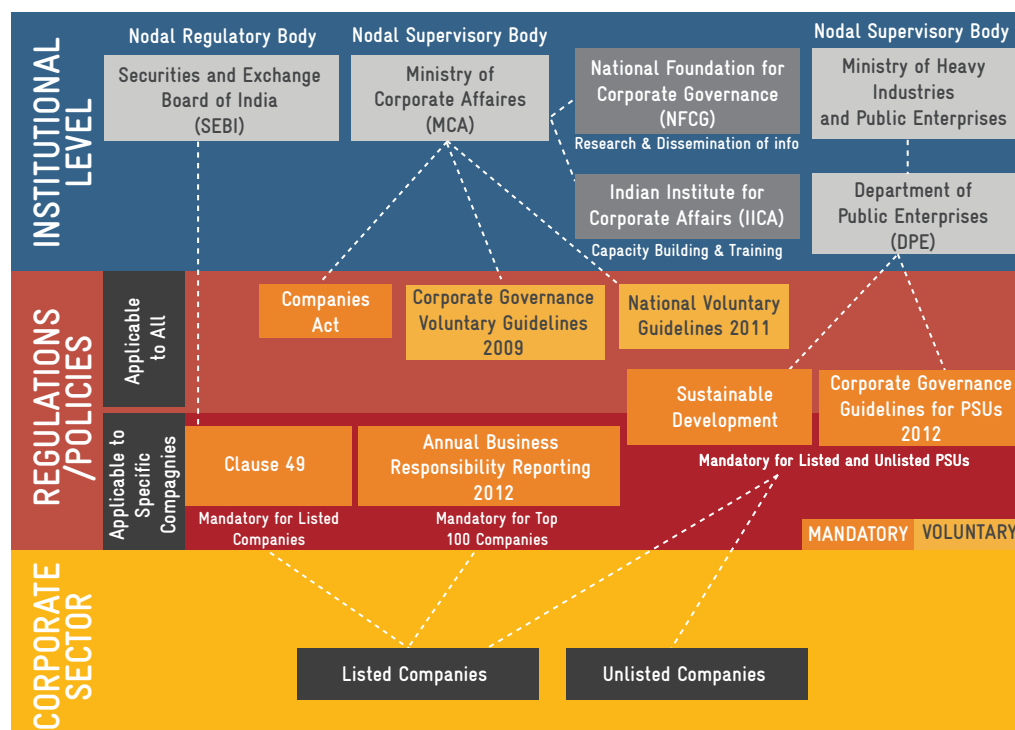 INSTITUTIONAL
LEVEL
Nodal Regulatory Body
Securities and Exchange
Board of India
(SEBI)
Nodal Supervisory Body
Ministry of
Corporate Affaires
(MCA)
National Foundation for
Corporate Governance
(NFCG)
Research & Dissemination of info
Indian Institute for
Corporate Affairs (IICA)
Capacity Building & Training
Nodal Supervisory Body
Ministry of Heavy
Industries
and Public Enterprises
Department of
Public Enterprises
(DPE)
REGULATIONS
/POLICIES
Applicable
to All
Companies
Act
Corporate Governance
Voluntary Guidelines
2009
National Voluntary
Guidelines 2011
Sustainable
Development
Corporate Governance
Guidelines for PSUs
2012
Mandatory for Listed and Unlisted PSUs
Applicable to
Specific
Compagnies
Clause 49
Mandatory for Listed
Companies
Annual Business
Responsibility Reporting
2012
Mandatory for Top
100 Companies
MANDATORY
VOLUNTARY
CORPORATE
SECTOR
Listed Companies
Unlisted Companies